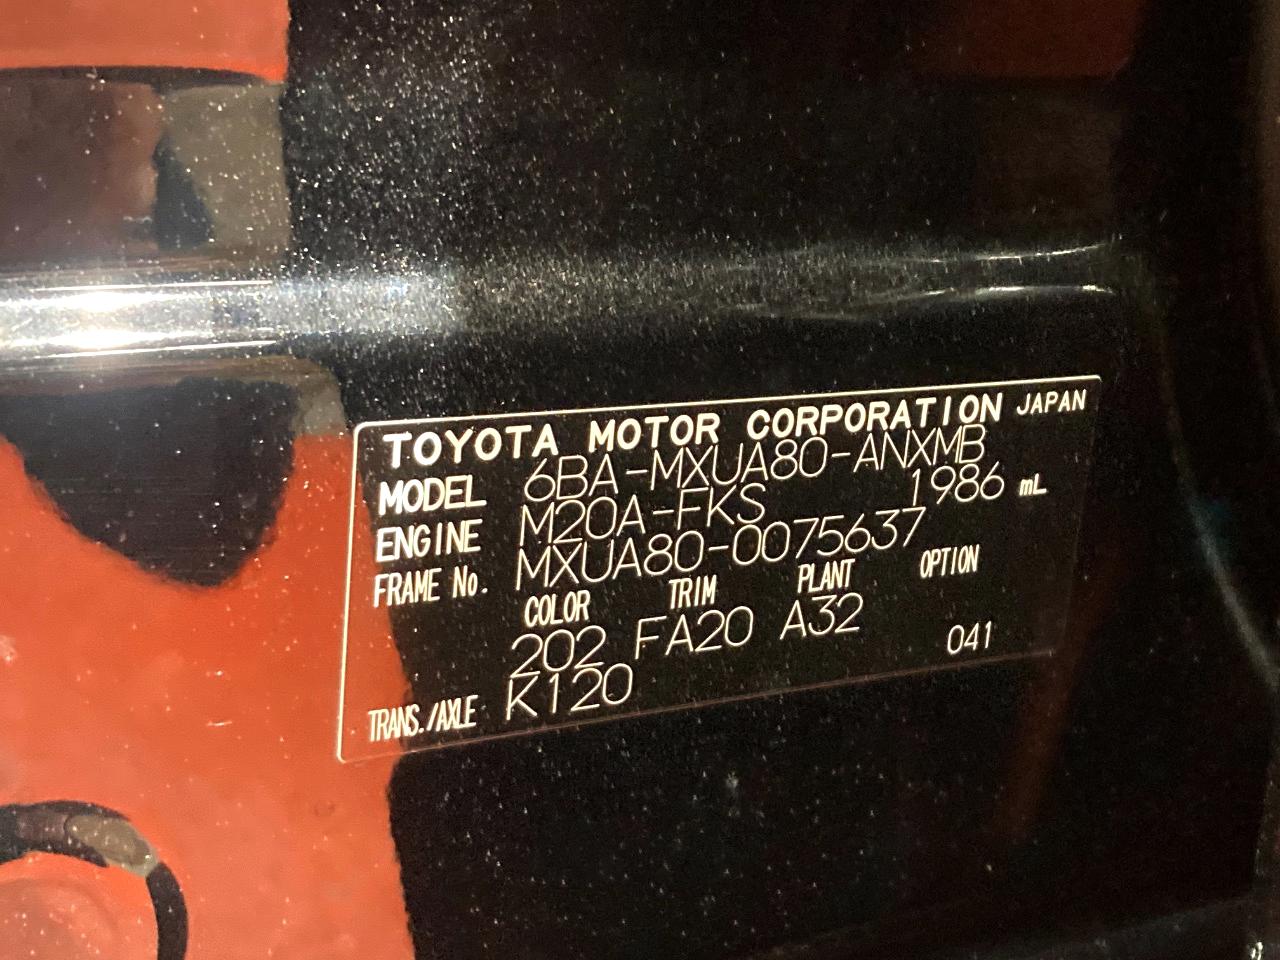 TOYOTA MOTOR CORPORATION JAPAN
MODEL 6BA-MXUA80-ANXMB
ENGINE M20A-FKS 1986 mL
FRAME No. MXUA80-0075637
COLOR TRIM PLANT OPTION
202 FA20 A32 041
TRANS./AXLE K120